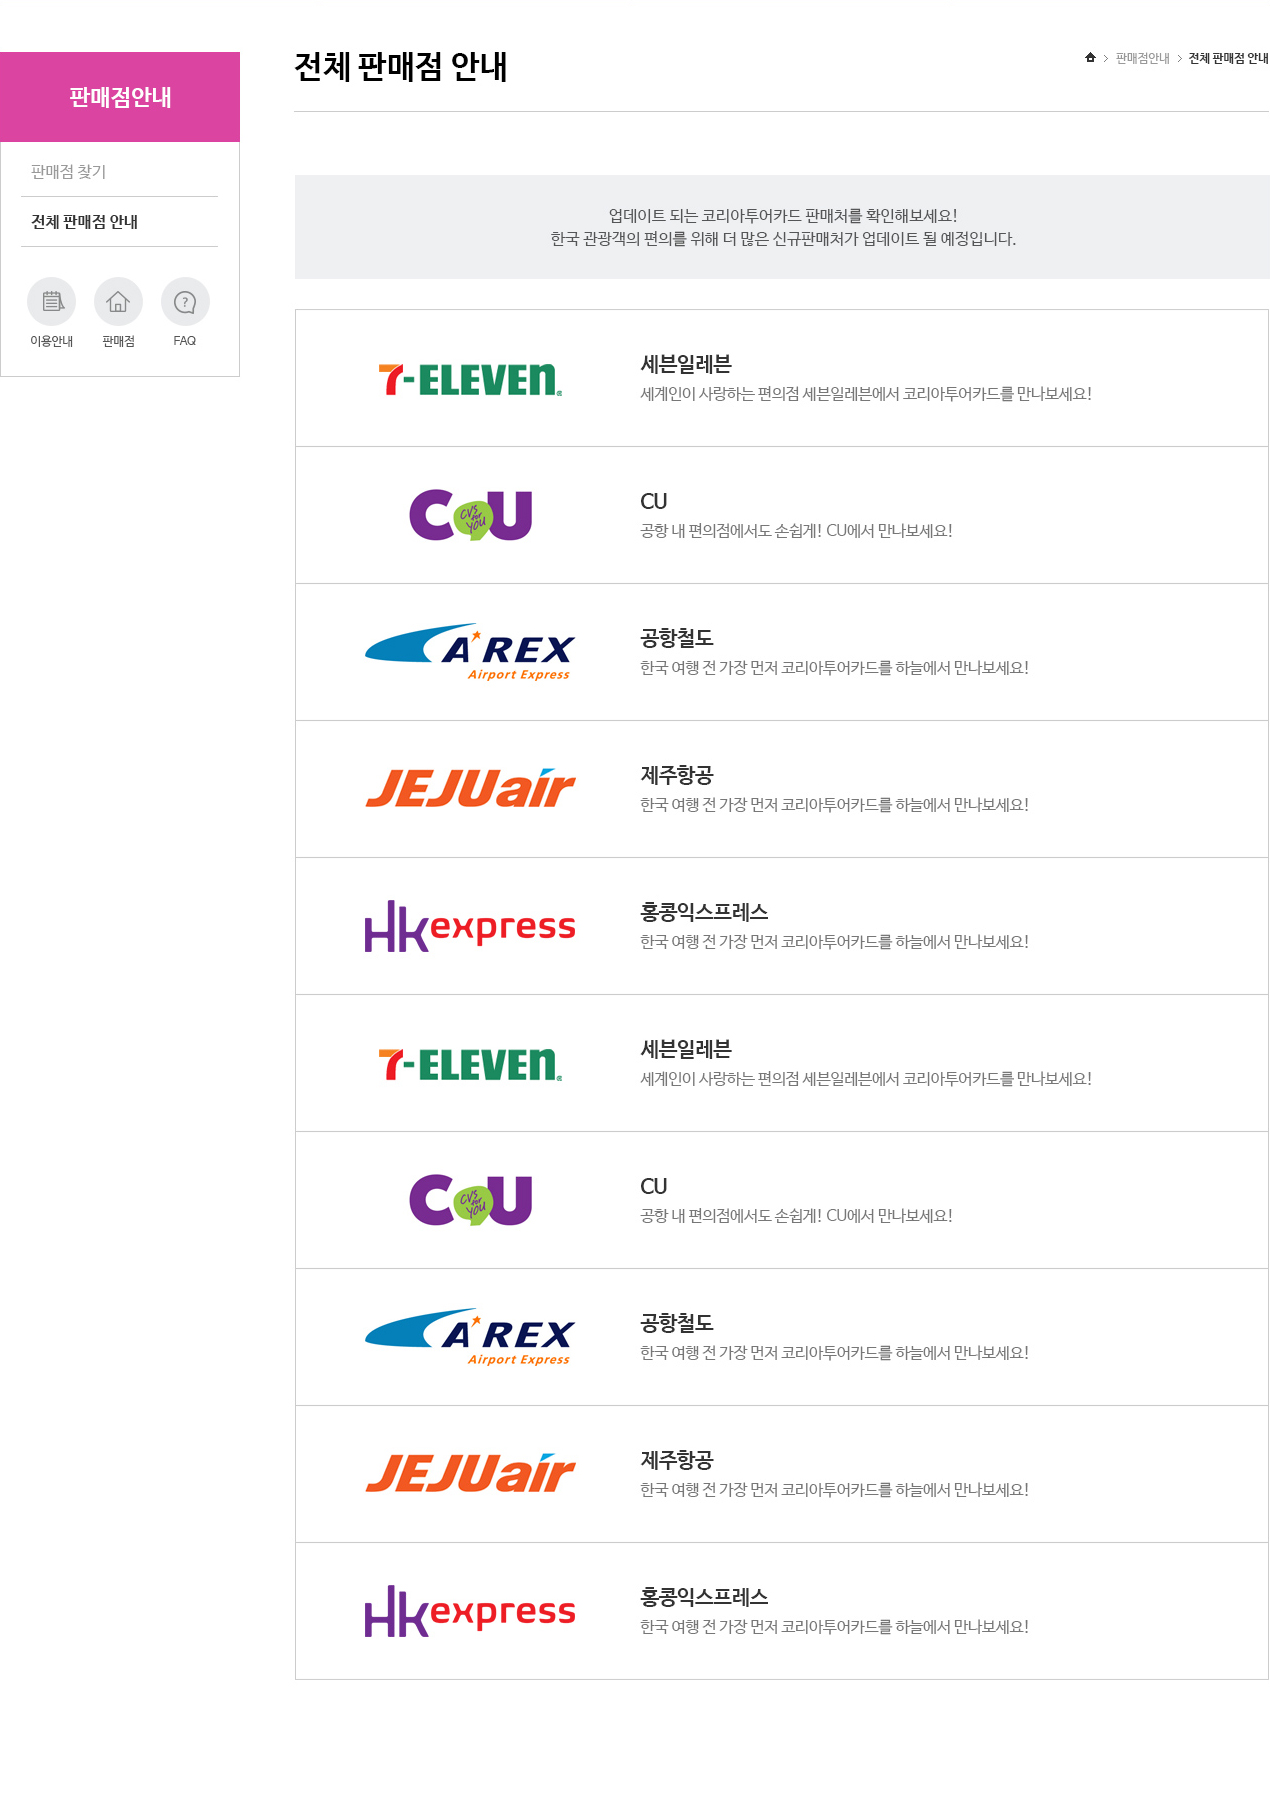 판매점안내
판매점 찾기
전체 판매점 안내
이용안내 판매점 FAQ
전체 판매점 안내
판매점안내 전체 판매점 안내
업데이트 되는 코리아투어카드 판매처를 확인해보세요!
한국 관광객의 편의를 위해 더 많은 신규판매처가 업데이트 될 예정입니다.
7-ELEVEN®
세븐일레븐
세계인이 사랑하는 편의점 세븐일레븐에서 코리아투어카드를 만나보세요!
CU
CVS for YOU
CU
공항 내 편의점에서도 손쉽게! CU에서 만나보세요!
A'REX
Airport Express
공항철도
한국 여행 전 가장 먼저 코리아투어카드를 하늘에서 만나보세요!
JEJUair
제주항공
한국 여행 전 가장 먼저 코리아투어카드를 하늘에서 만나보세요!
HKexpress
홍콩익스프레스
한국 여행 전 가장 먼저 코리아투어카드를 하늘에서 만나보세요!
7-ELEVEN®
세븐일레븐
세계인이 사랑하는 편의점 세븐일레븐에서 코리아투어카드를 만나보세요!
CU
CVS for YOU
CU
공항 내 편의점에서도 손쉽게! CU에서 만나보세요!
A'REX
Airport Express
공항철도
한국 여행 전 가장 먼저 코리아투어카드를 하늘에서 만나보세요!
JEJUair
제주항공
한국 여행 전 가장 먼저 코리아투어카드를 하늘에서 만나보세요!
HKexpress
홍콩익스프레스
한국 여행 전 가장 먼저 코리아투어카드를 하늘에서 만나보세요!